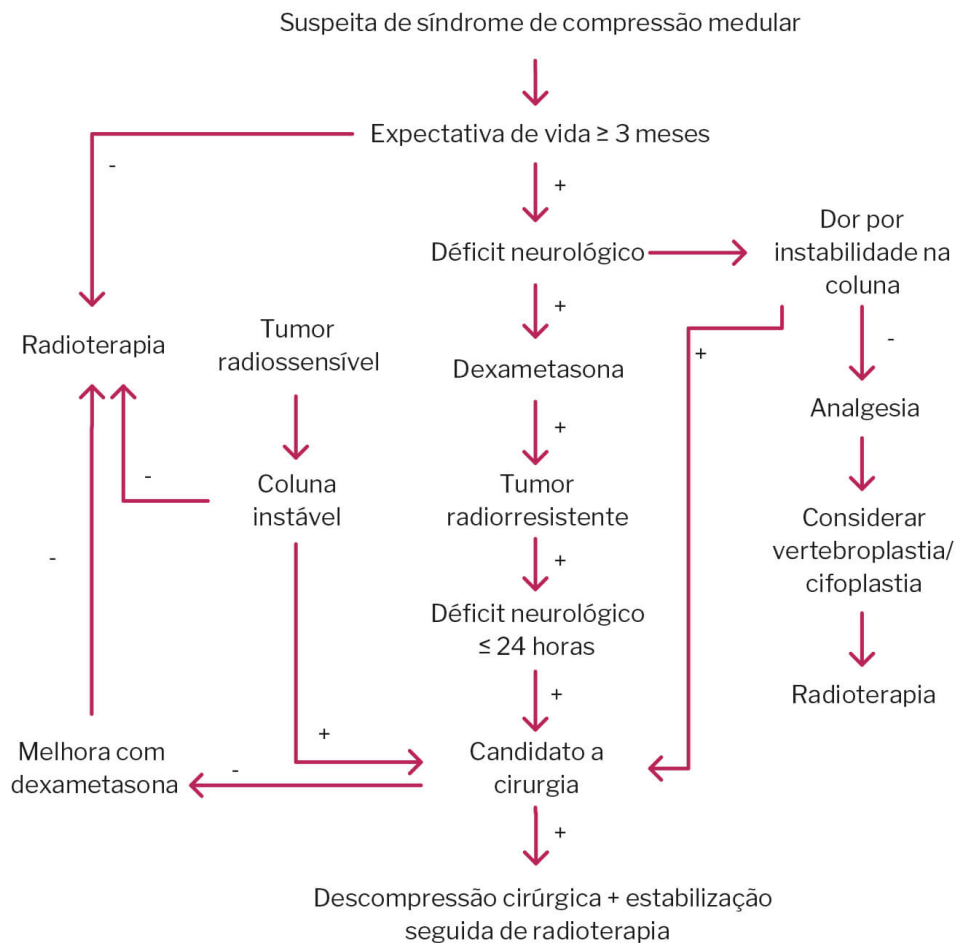 Suspeita de síndrome de compressão medular
Expectativa de vida ≥ 3 meses
-
+
Déficit neurológico
Dor por
instabilidade na
coluna
+
Radioterapia
Tumor
radiossensível
Dexametasona
+
-
Analgesia
+
-
Coluna
instável
Tumor
radiorresistente
Considerar
vertebroplastia/
cifoplastia
-
+
Déficit neurológico
≤ 24 horas
Radioterapia
+
+
Melhora com
dexametasona
-
Candidato a
cirurgia
+
Descompressão cirúrgica + estabilização
seguida de radioterapia